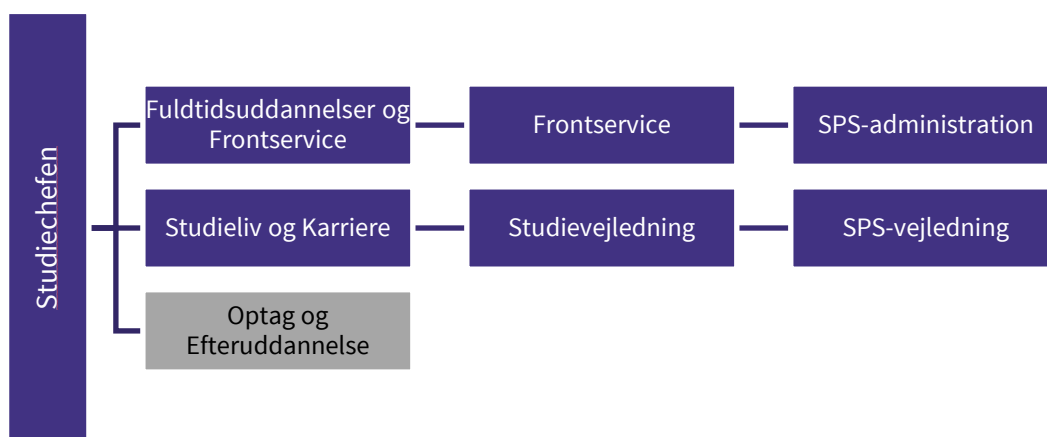 Studiechefen
Fuldtidsuddannelser og
Frontservice
Frontservice
SPS-administration
Studieliv og Karriere
Studievejledning
SPS-vejledning
Optag og
Efteruddannelse